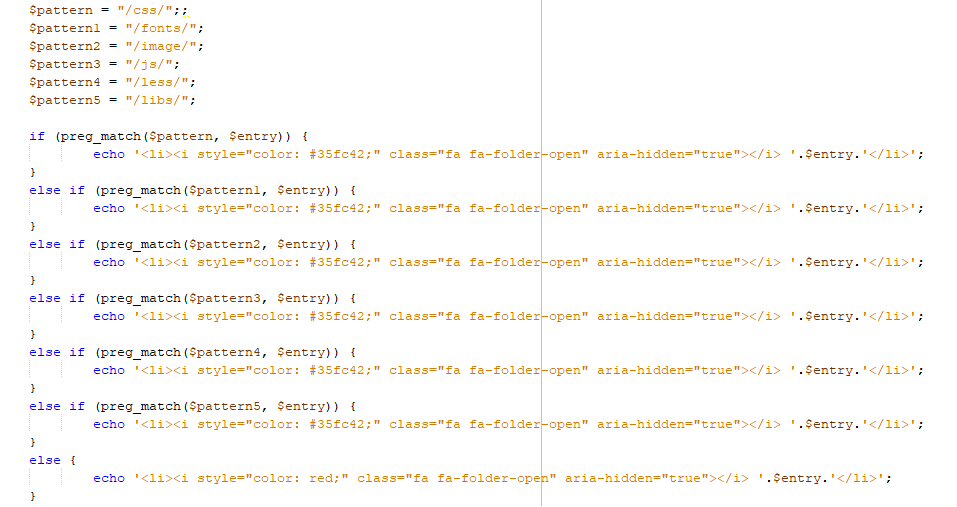 $pattern = "/css/";;
$pattern1 = "/fonts/";
$pattern2 = "/image/";
$pattern3 = "/js/";
$pattern4 = "/less/";
$pattern5 = "/libs/";

if (preg_match($pattern, $entry)) {
        echo '<li><i style="color: #35fc42;" class="fa fa-folder-open" aria-hidden="true"></i> '.$entry.'</li>';
}
else if (preg_match($pattern1, $entry)) {
        echo '<li><i style="color: #35fc42;" class="fa fa-folder-open" aria-hidden="true"></i> '.$entry.'</li>';
}
else if (preg_match($pattern2, $entry)) {
        echo '<li><i style="color: #35fc42;" class="fa fa-folder-open" aria-hidden="true"></i> '.$entry.'</li>';
}
else if (preg_match($pattern3, $entry)) {
        echo '<li><i style="color: #35fc42;" class="fa fa-folder-open" aria-hidden="true"></i> '.$entry.'</li>';
}
else if (preg_match($pattern4, $entry)) {
        echo '<li><i style="color: #35fc42;" class="fa fa-folder-open" aria-hidden="true"></i> '.$entry.'</li>';
}
else if (preg_match($pattern5, $entry)) {
        echo '<li><i style="color: #35fc42;" class="fa fa-folder-open" aria-hidden="true"></i> '.$entry.'</li>';
}
else {
        echo '<li><i style="color: red;" class="fa fa-folder-open" aria-hidden="true"></i> '.$entry.'</li>';
}